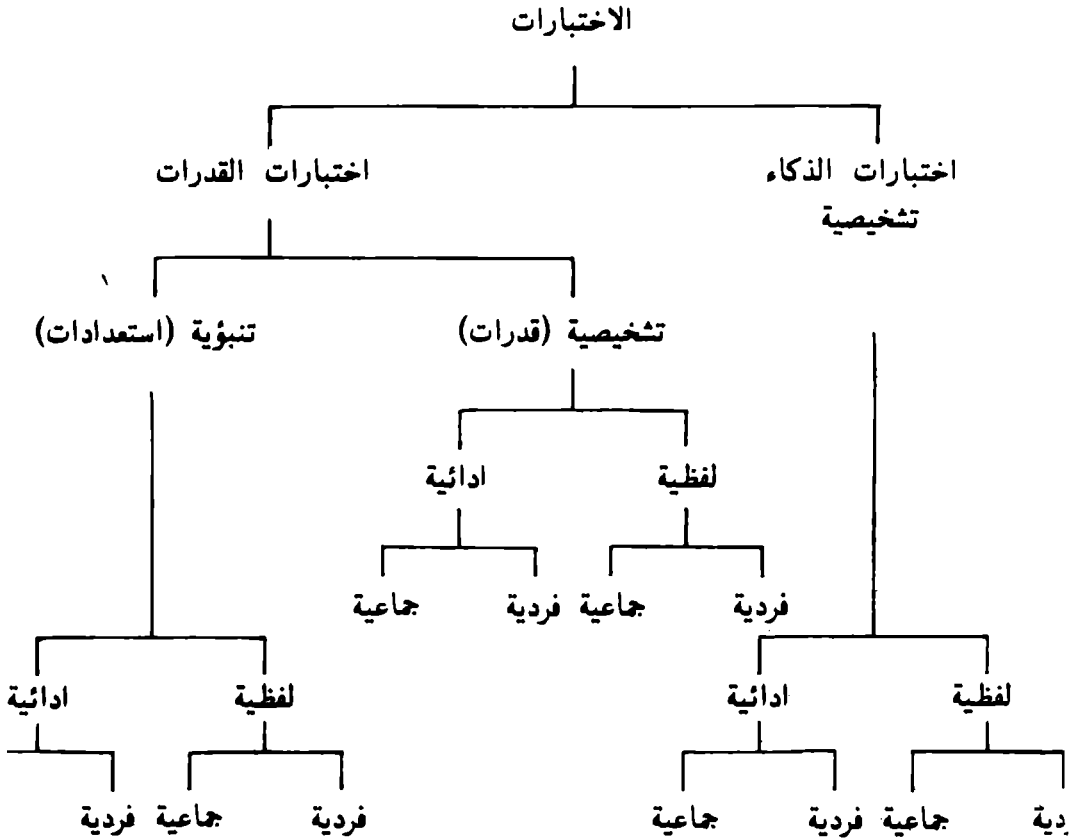 الاختبارات
اختبارات الذكاء
تشخيصية
اختبارات القدرات
تشخيصية (قدرات)
تنبؤية (استعدادات)
لفظية
ادائية
فردية
جماعية
فردية
جماعية
لفظية
ادائية
لفظية
ادائية
جماعية
فردية
جماعية
فردية
جماعية
فردية